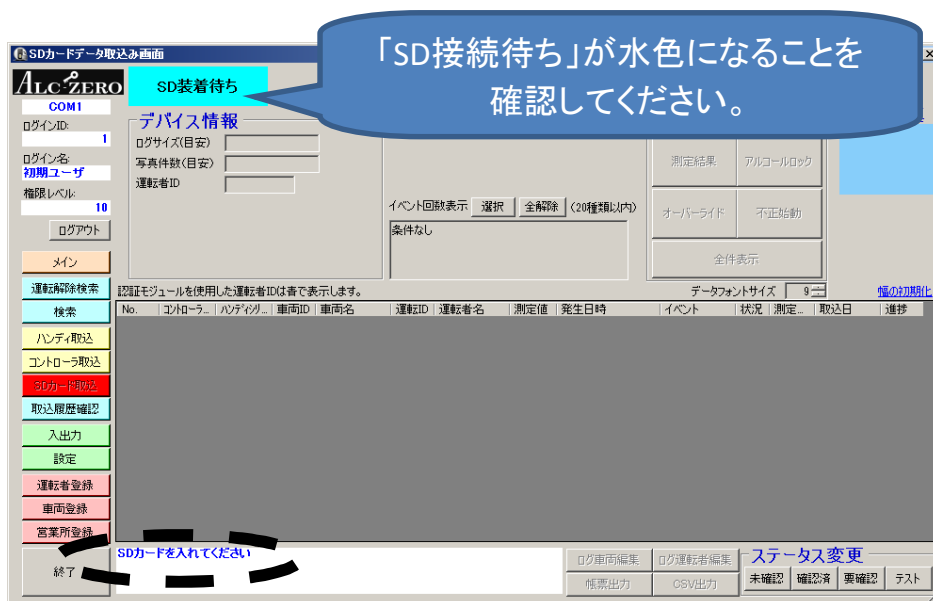 「SD接続待ち」が水色になることを
確認してください。
SDカードデータ取込み画面
ALC-ZERO
SD装着待ち
COM1
ログインID:
1
ログイン名:
初期ユーザ
権限レベル:
10
ログアウト
デバイス情報
ログサイズ(目安)
写真件数(目安)
運転者ID
イベント回数表示 選択 全解除 (20種類以内)
条件なし
測定結果 アルコールロック
オーバーライド 不正始動
全件表示
メイン
運転解除検索
検索
ハンディ取込
コントローラ取込
SDカード取込
取込履歴確認
入出力
設定
運転者登録
車両登録
営業所登録
終了
認証モジュールを使用した運転者IDは青で表示します。
データフォントサイズ 9 幅の初期化
No. コントローラ... ハンディシリ... 車両ID 車両名 運転ID 運転者名 測定値 発生日時 イベント 状況 測定... 取込日 進捗
SDカードを入れてください
ログ車両編集 ログ運転者編集
帳票出力 CSV出力
ステータス変更
未確認 確認済 要確認 テスト